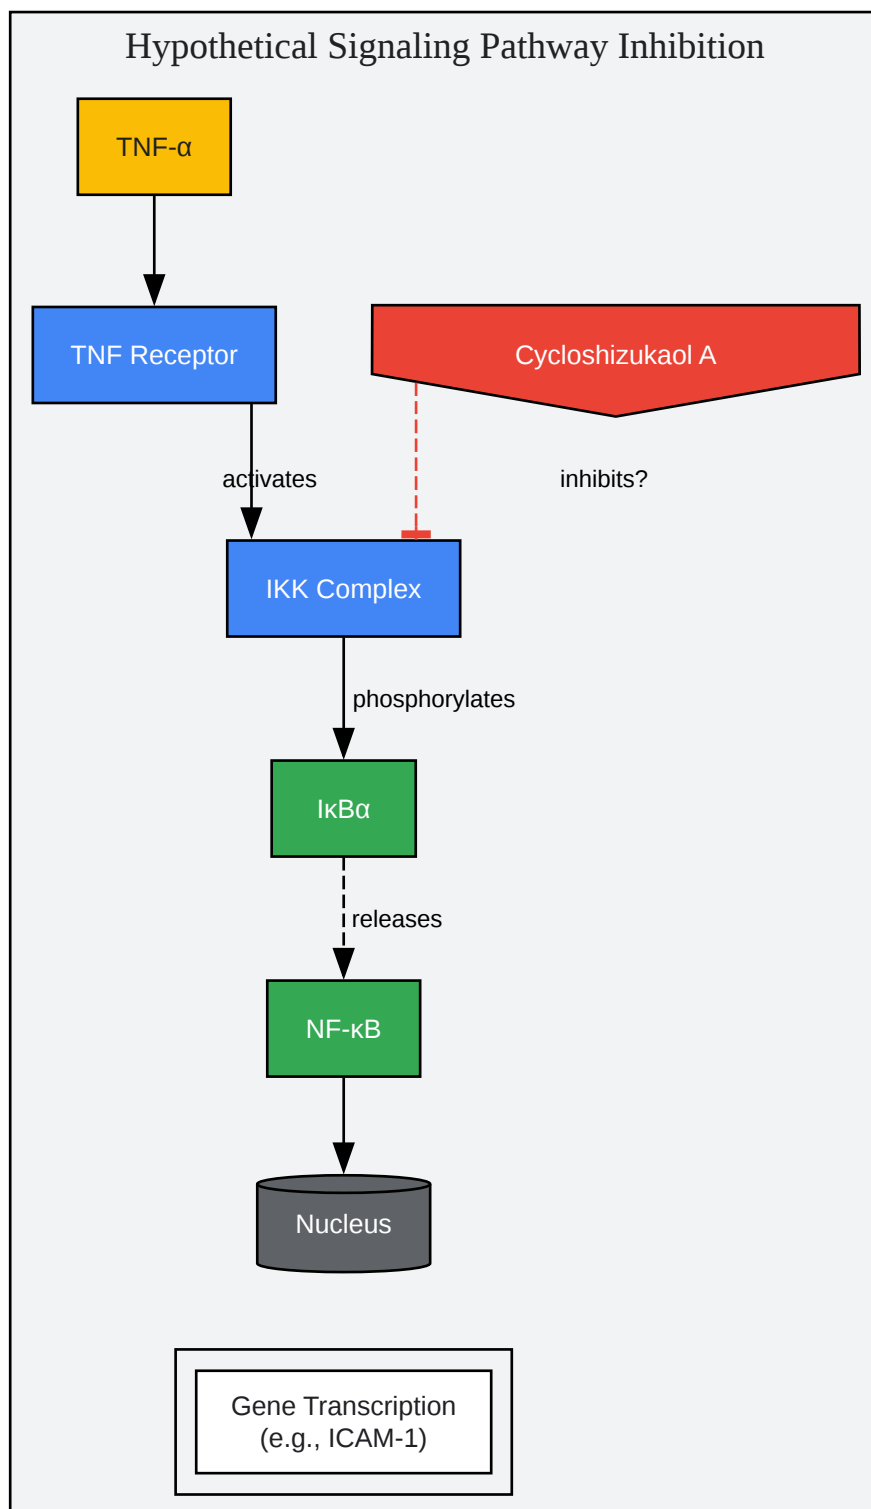 Hypothetical Signaling Pathway Inhibition
TNF-α
TNF Receptor
Cycloshizukaol A
activates
inhibits?
IKK Complex
phosphorylates
IκBα
releases
NF-κB
Nucleus
Gene Transcription
(e.g., ICAM-1)